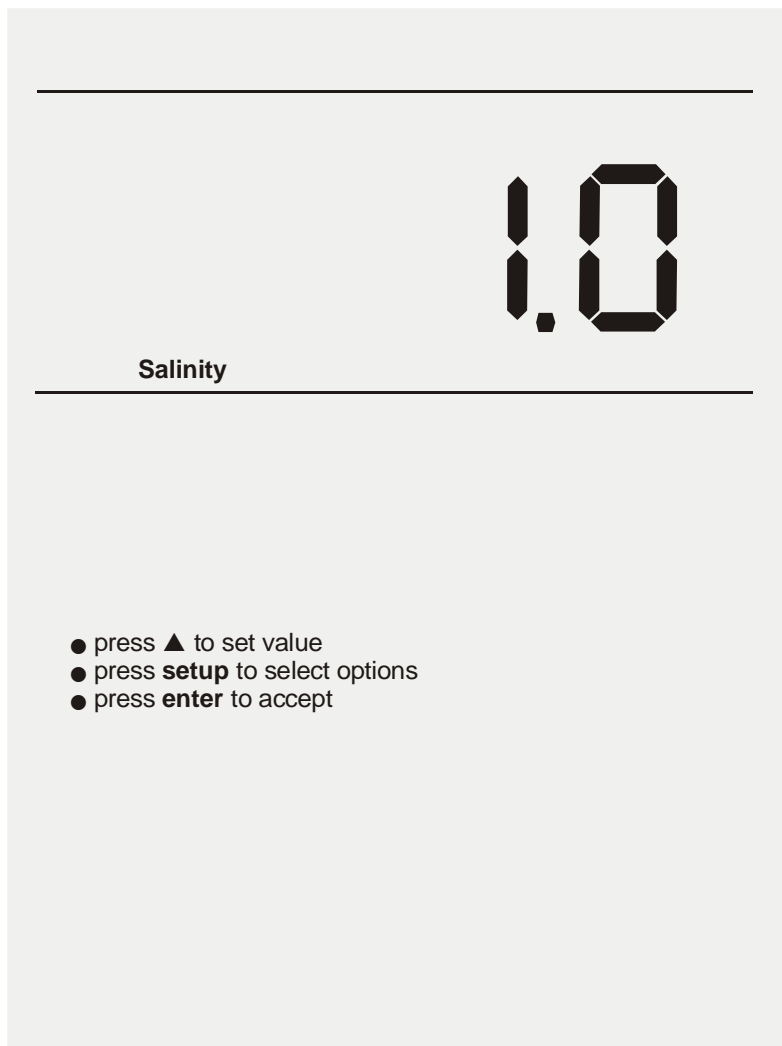 1.0
Salinity
● press ▲ to set value
● press setup to select options
● press enter to accept